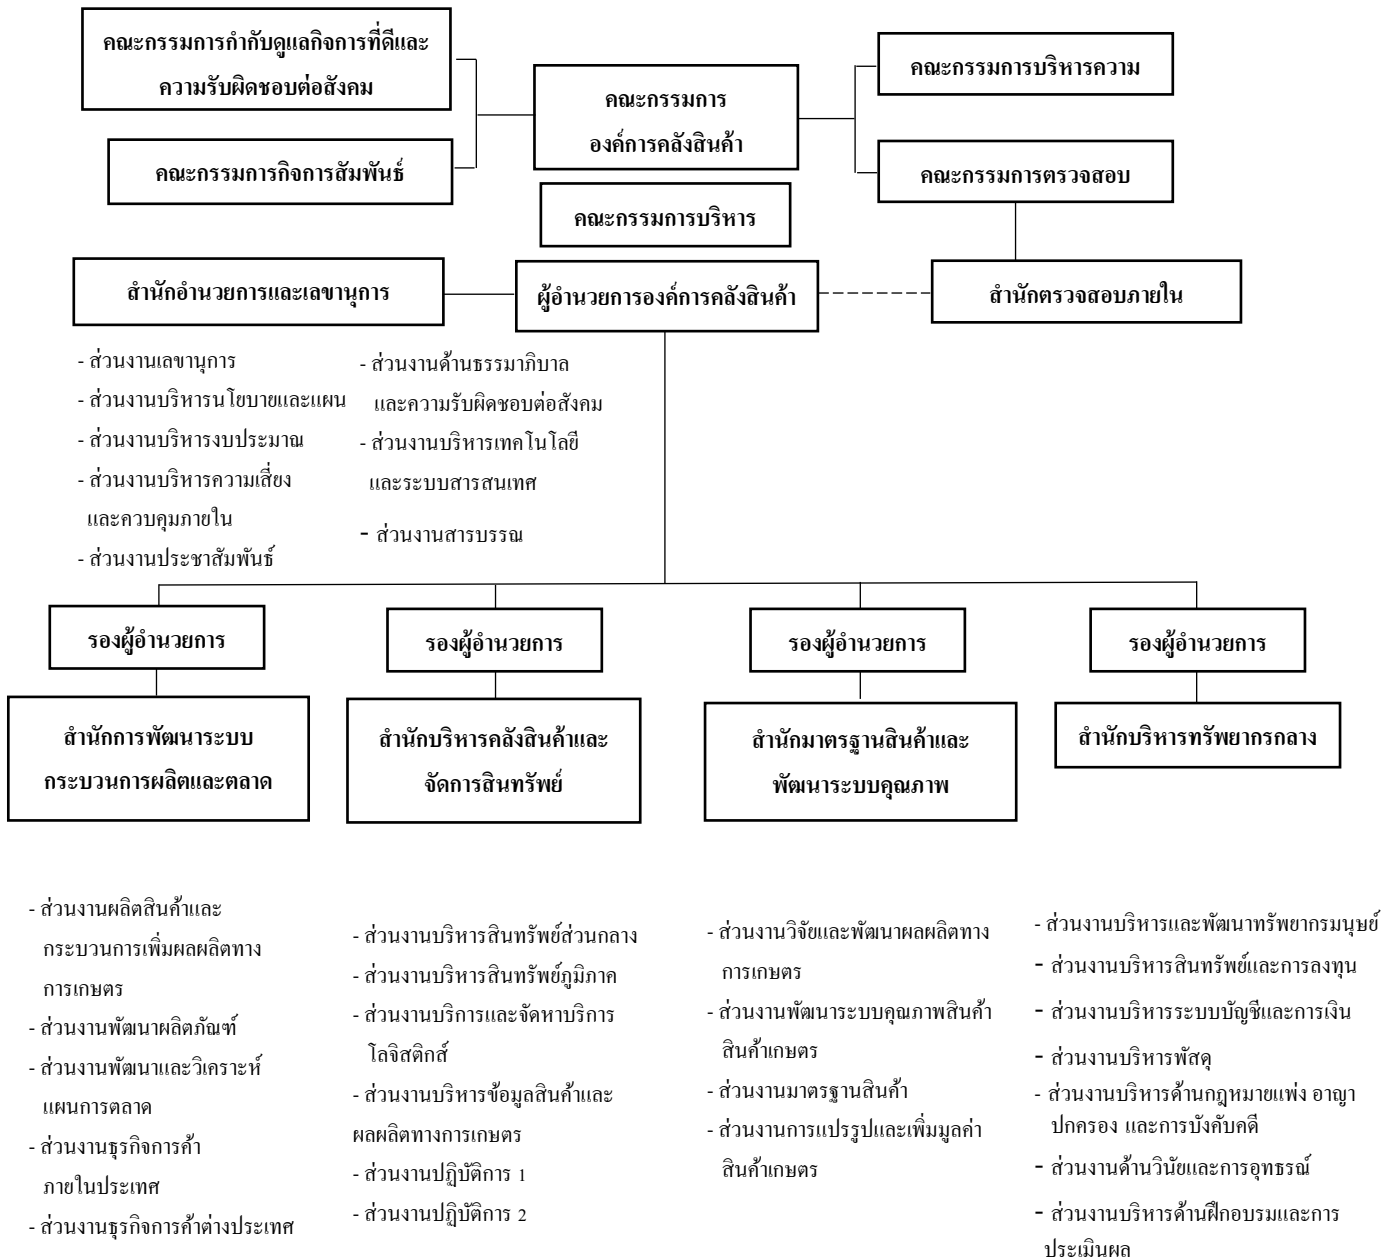 คณะกรรมการกำกับดูแลกิจการที่ดีและ
ความรับผิดชอบต่อสังคม
คณะกรรมการกิจการสัมพันธ์
คณะกรรมการ
องค์การคลังสินค้า
คณะกรรมการบริหารความ
คณะกรรมการตรวจสอบ
คณะกรรมการบริหาร
สำนักอำนวยการและเลขานุการ
ผู้อำนวยการองค์การคลังสินค้า
สำนักตรวจสอบภายใน
- ส่วนงานเลขานุการ
- ส่วนงานบริหารนโยบายและแผน
- ส่วนงานบริหารงบประมาณ
- ส่วนงานบริหารความเสี่ยง
และควบคุมภายใน
- ส่วนงานประชาสัมพันธ์
- ส่วนงานด้านธรรมาภิบาล
และความรับผิดชอบต่อสังคม
- ส่วนงานบริหารเทคโนโลยี
และระบบสารสนเทศ
- ส่วนงานสารบรรณ
รองผู้อำนวยการ
รองผู้อำนวยการ
รองผู้อำนวยการ
รองผู้อำนวยการ
สำนักการพัฒนาระบบ
กระบวนการผลิตและตลาด
สำนักบริหารคลังสินค้าและ
จัดการสินทรัพย์
สำนักมาตรฐานสินค้าและ
พัฒนาระบบคุณภาพ
สำนักบริหารทรัพยากรกลาง
- ส่วนงานผลิตสินค้าและ
กระบวนการเพิ่มผลผลิตทาง
การเกษตร
- ส่วนงานพัฒนาผลิตภัณฑ์
- ส่วนงานพัฒนาและวิเคราะห์
แผนการตลาด
- ส่วนงานธุรกิจการค้า
ภายในประเทศ
- ส่วนงานธุรกิจการค้าต่างประเทศ
- ส่วนงานบริหารสินทรัพย์ส่วนกลาง
- ส่วนงานบริหารสินทรัพย์ภูมิภาค
- ส่วนงานบริการและจัดหาบริการ
โลจิสติกส์
- ส่วนงานบริหารข้อมูลสินค้าและ
ผลผลิตทางการเกษตร
- ส่วนงานปฏิบัติการ 1
- ส่วนงานปฏิบัติการ 2
- ส่วนงานวิจัยและพัฒนาผลผลิตทาง
การเกษตร
- ส่วนงานพัฒนาระบบคุณภาพสินค้า
สินค้าเกษตร
- ส่วนงานมาตรฐานสินค้า
- ส่วนงานการแปรรูปและเพิ่มมูลค่า
สินค้าเกษตร
- ส่วนงานบริหารและพัฒนาทรัพยากรมนุษย์
- ส่วนงานบริหารสินทรัพย์และการลงทุน
- ส่วนงานบริหารระบบบัญชีและการเงิน
- ส่วนงานบริหารพัสดุ
- ส่วนงานบริหารด้านกฎหมายแพ่ง อาญา
ปกครอง และการบังคับคดี
- ส่วนงานด้านวินัยและการอุทธรณ์
- ส่วนงานบริหารด้านฝึกอบรมและการ
ประเมินผล